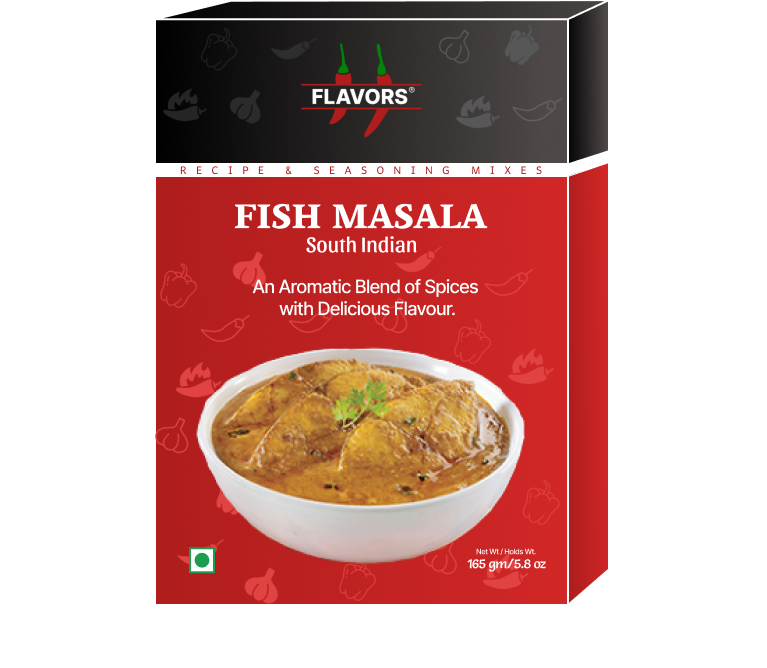 FLAVORS®
RECIPE & SEASONING MIXES
FISH MASALA
South Indian
An Aromatic Blend of Spices
with Delicious Flavour.
Net Wt / Holds Wt.
165 gm/5.8 oz